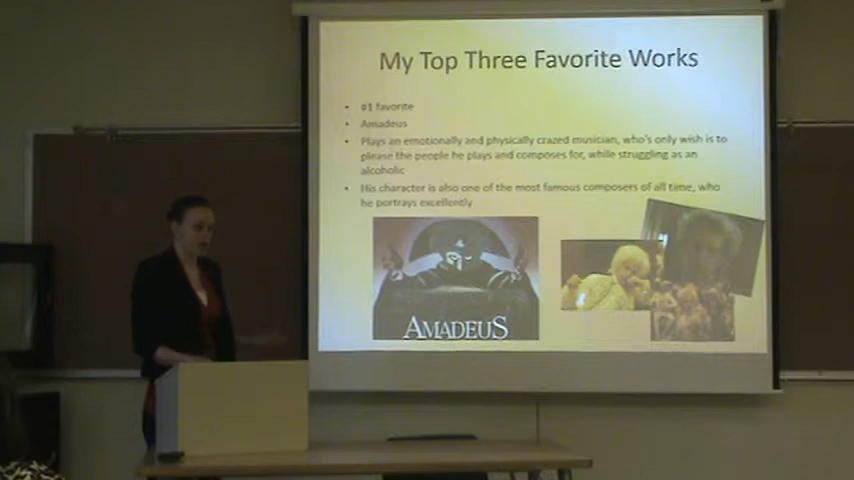 My Top Three Favorite Works
• #1 favorite
• Amadeus
• Plays an emotionally and physically crazed musician, who's only wish is to
please the people he plays and composes for, while struggling as an
alcoholic
• His character is also one of the most famous composers of all time, who
he portrays excellently
AMADEUS